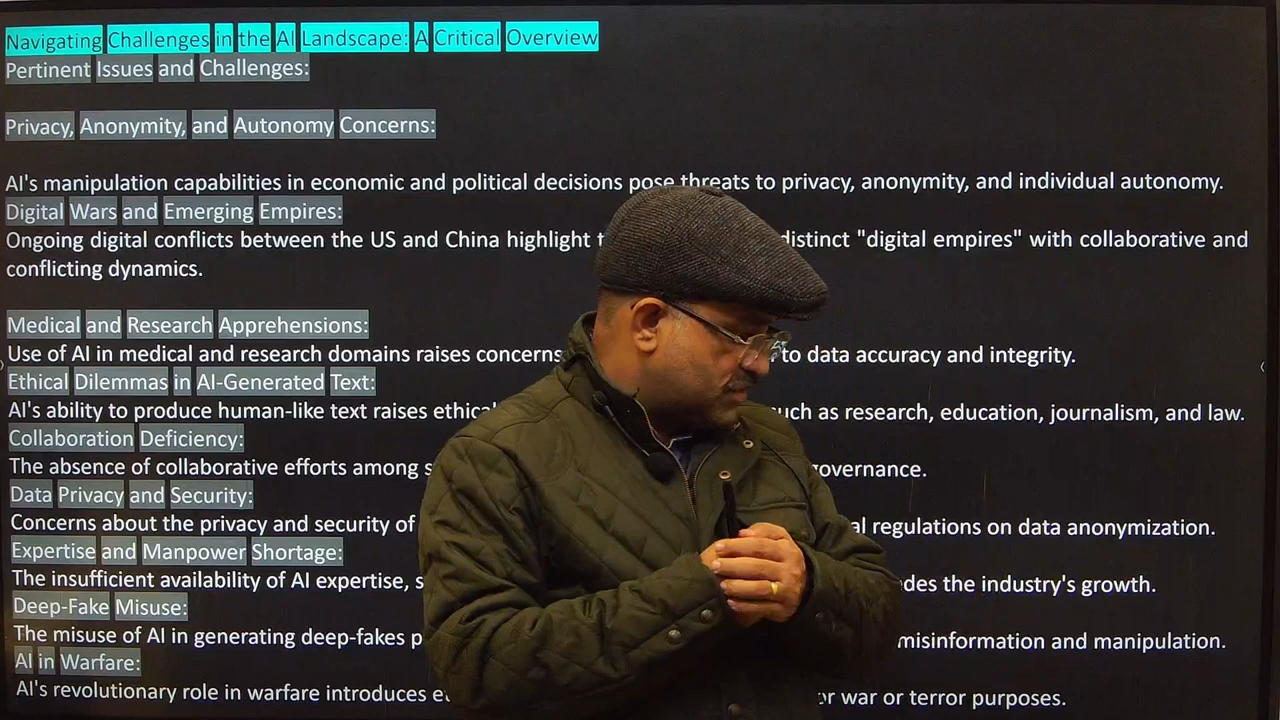 Navigating Challenges in the AI Landscape: A Critical Overview
Pertinent Issues and Challenges:
Privacy, Anonymity, and Autonomy Concerns:
AI's manipulation capabilities in economic and political decisions pose threats to privacy, anonymity, and individual autonomy.
Digital Wars and Emerging Empires:
Ongoing digital conflicts between the US and China highlight distinct "digital empires" with collaborative and
conflicting dynamics.
Medical and Research Apprehensions:
Use of AI in medical and research domains raises concerns to data accuracy and integrity.
Ethical Dilemmas in AI-Generated Text:
AI's ability to produce human-like text raises such as research, education, journalism, and law.
Collaboration Deficiency:
The absence of collaborative efforts among governance.
Data Privacy and Security:
Concerns about the privacy and security of regulations on data anonymization.
Expertise and Manpower Shortage:
The insufficient availability of AI expertise, the industry's growth.
Deep-Fake Misuse:
The misuse of AI in generating deep-fakes misinformation and manipulation.
AI in Warfare:
AI's revolutionary role in warfare introduces war or terror purposes.